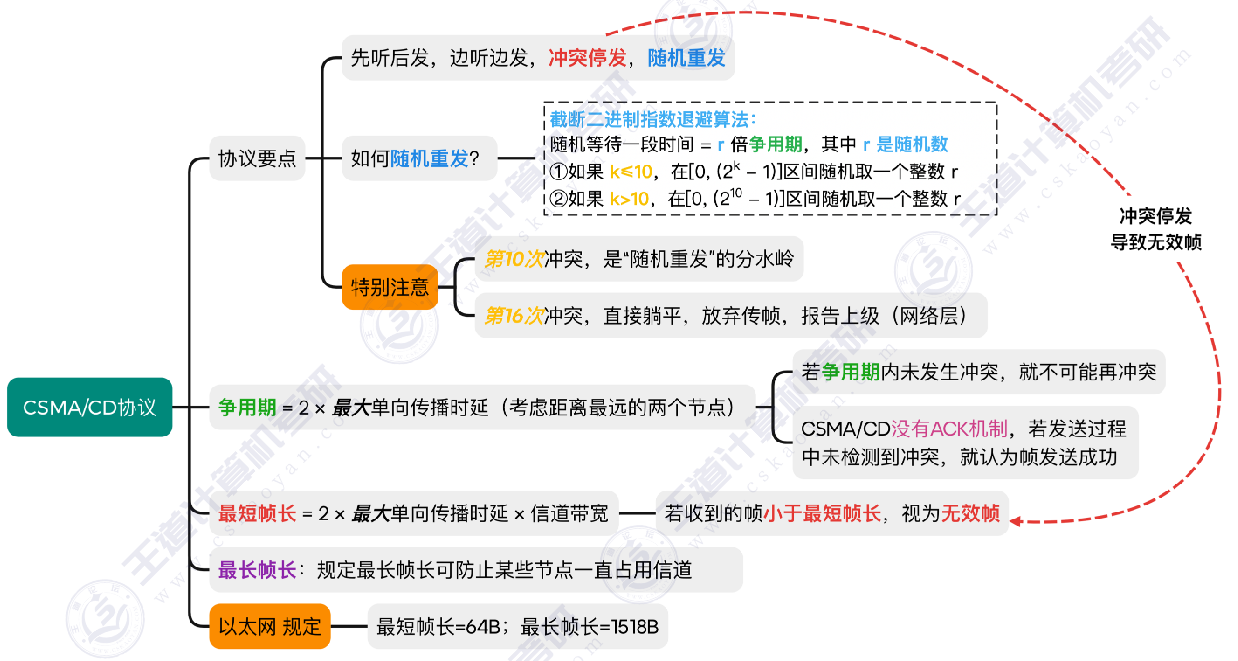 先听后发，边听边发，冲突停发，随机重发
协议要点
如何随机重发？
截断二进制指数退避算法：
随机等待一段时间 = r 倍争用期，其中 r 是随机数
①如果 k≤10，在[0, (2^k – 1)]区间随机取一个整数 r
②如果 k>10，在[0, (2^10 – 1)]区间随机取一个整数 r
冲突停发
导致无效帧
特别注意
第10次冲突，是“随机重发”的分水岭
第16次冲突，直接躺平，放弃传帧，报告上级（网络层）
CSMA/CD协议
争用期 = 2 × 最大单向传播时延（考虑距离最远的两个节点）
若争用期内未发生冲突，就不可能再冲突
CSMA/CD没有ACK机制，若发送过程
中未检测到冲突，就认为帧发送成功
最短帧长 = 2 × 最大单向传播时延 × 信道带宽
若收到的帧小于最短帧长，视为无效帧
最长帧长：规定最长帧长可防止某些节点一直占用信道
以太网 规定
最短帧长=64B；最长帧长=1518B
王道计算机考研
www.cskaoyan.com